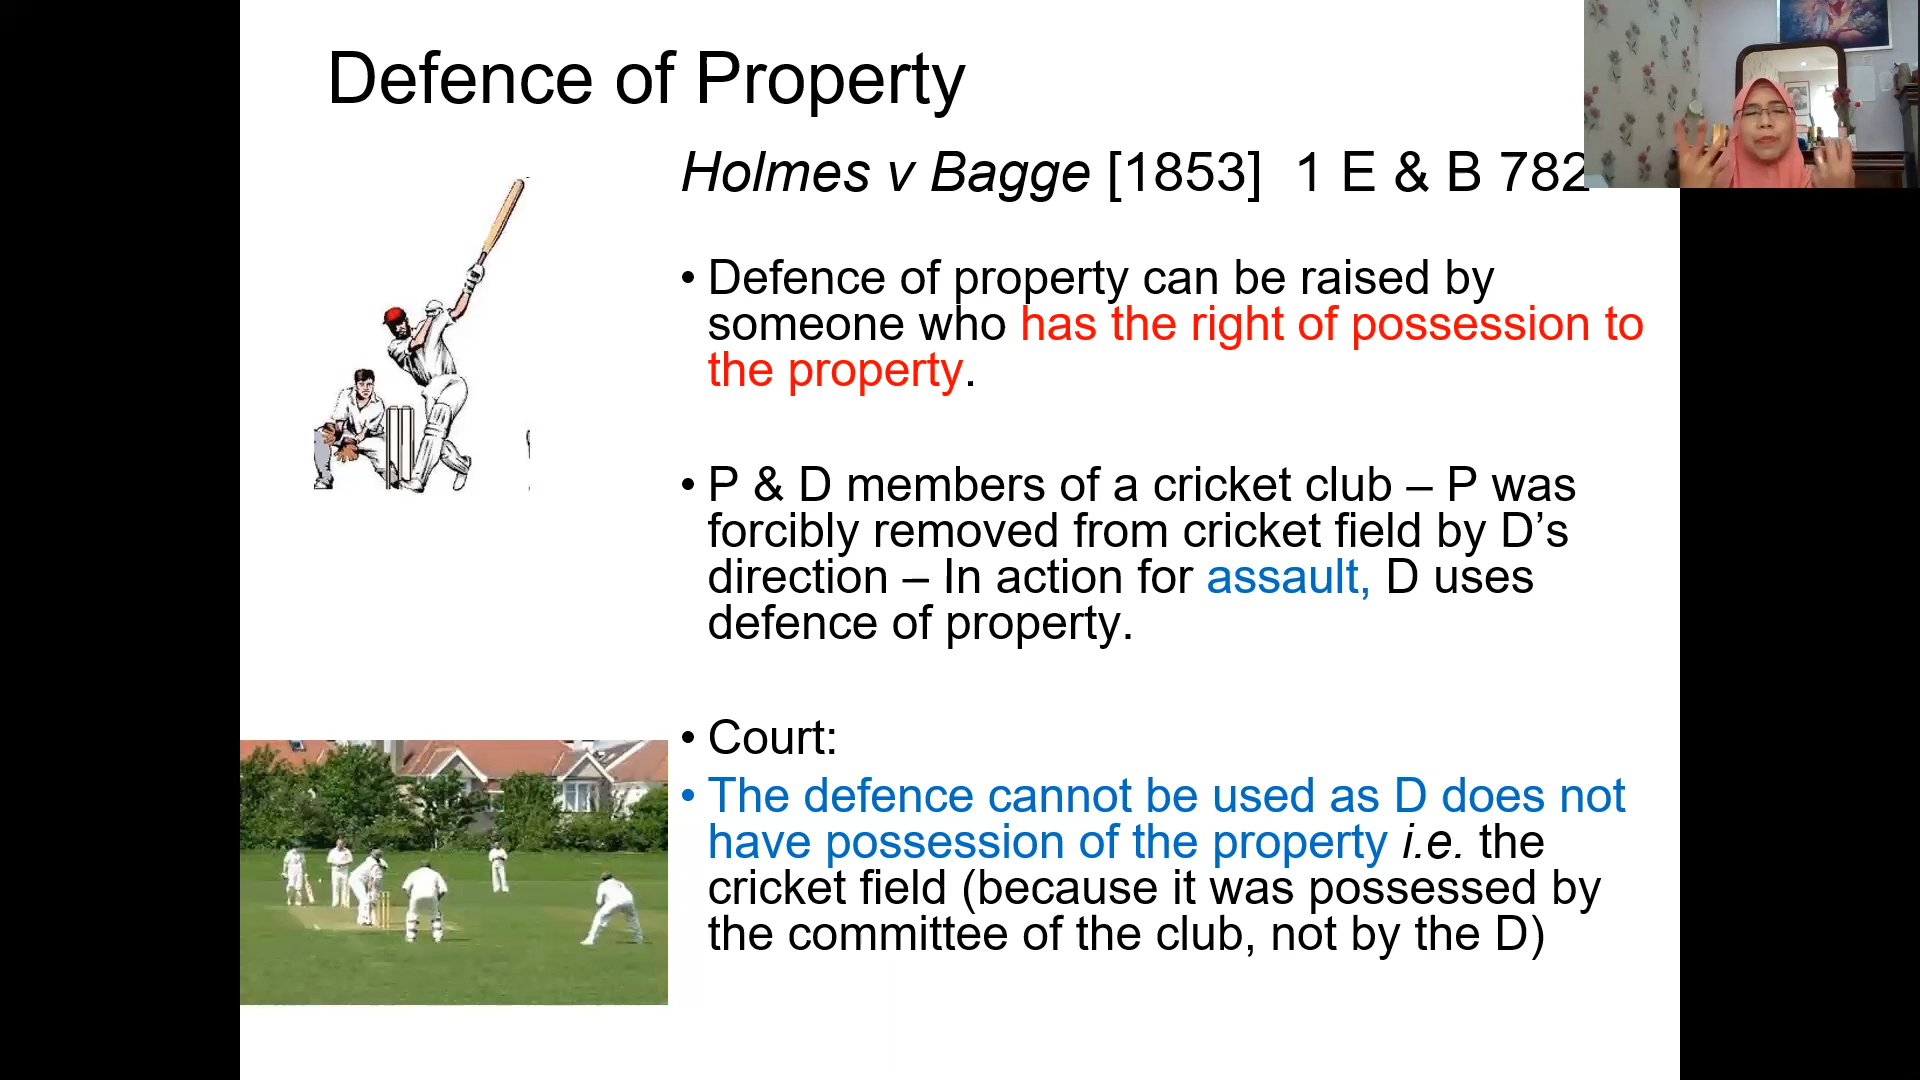 Defence of Property
Holmes v Bagge [1853]  1 E & B 782
• Defence of property can be raised by
someone who has the right of possession to
the property.
• P & D members of a cricket club – P was
forcibly removed from cricket field by D’s
direction – In action for assault, D uses
defence of property.
• Court:
• The defence cannot be used as D does not
have possession of the property i.e. the
cricket field (because it was possessed by
the committee of the club, not by the D)